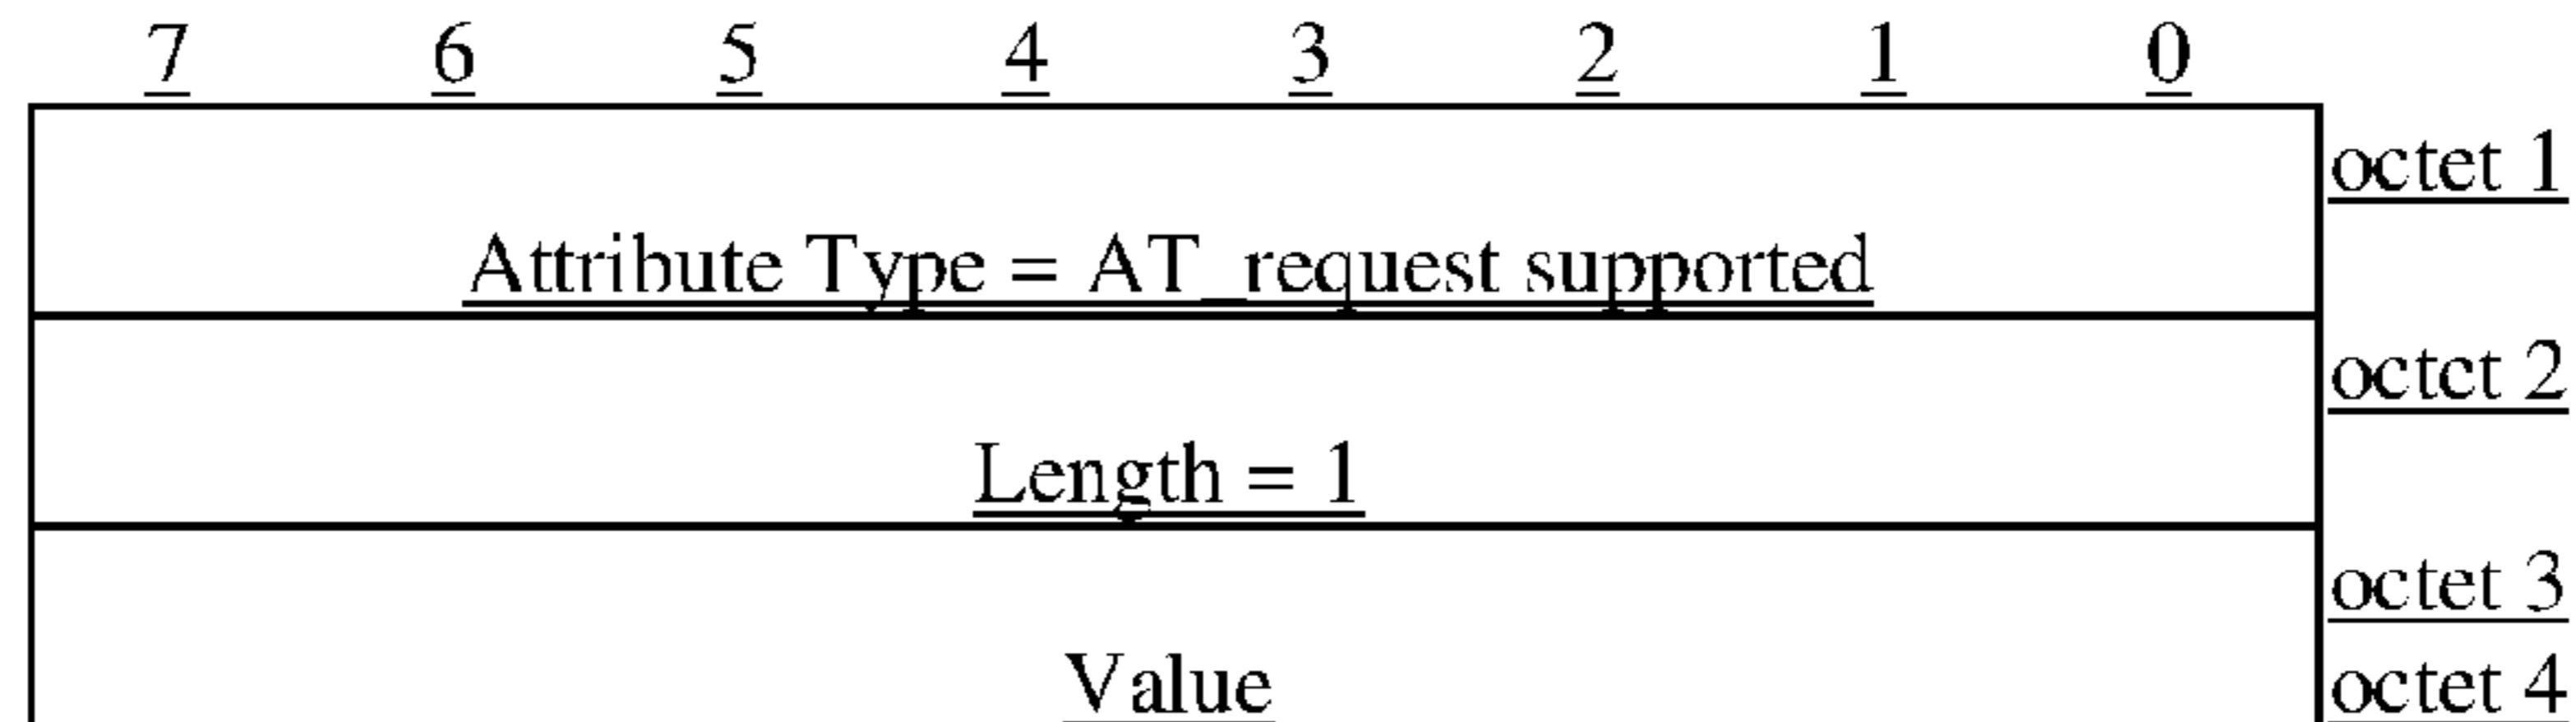 7 6 5 4 3 2 1 0
octet 1
Attribute Type = AT_request supported
octet 2
Length = 1
octet 3
Value octet 4